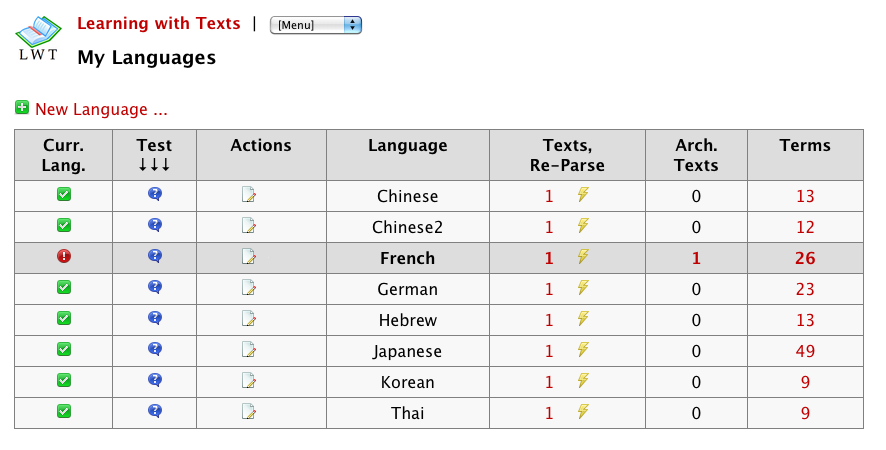 Learning with Texts | [Menu]
LWT
My Languages
New Language ...
Curr. Lang. Test ↓↓↓ Actions Language Texts, Re-Parse Arch. Texts Terms
Chinese 1 0 13
Chinese2 1 0 12
French 1 1 26
German 1 0 23
Hebrew 1 0 13
Japanese 1 0 49
Korean 1 0 9
Thai 1 0 9